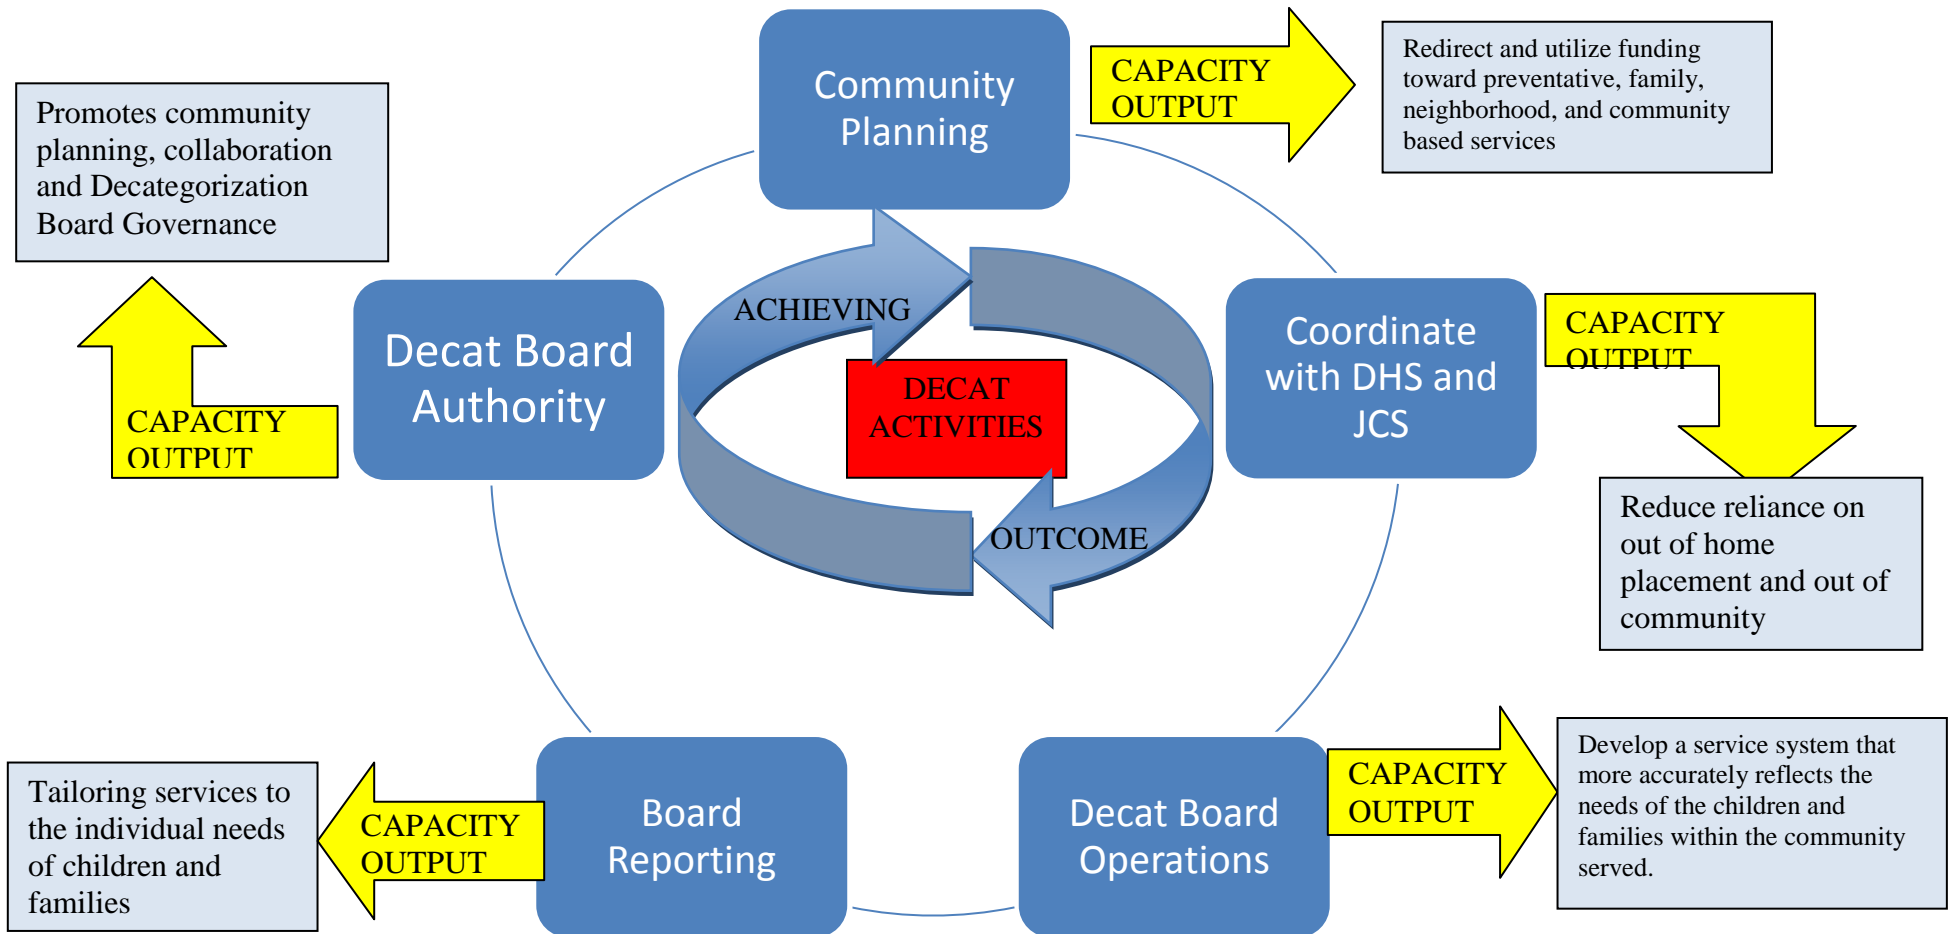 Community
Planning
CAPACITY
OUTPUT
Redirect and utilize funding
toward preventative, family,
neighborhood, and community
based services
Promotes community
planning, collaboration
and Decategorization
Board Governance
Decat Board
Authority
CAPACITY
OUTPUT
ACHIEVING
DECAT
ACTIVITIES
OUTCOME
Coordinate
with DHS and
JCS
CAPACITY
OUTPUT
Reduce reliance on
out of home
placement and out of
community
Tailoring services to
the individual needs
of children and
families
CAPACITY
OUTPUT
Board
Reporting
Decat Board
Operations
CAPACITY
OUTPUT
Develop a service system that
more accurately reflects the
needs of the children and
families within the community
served.